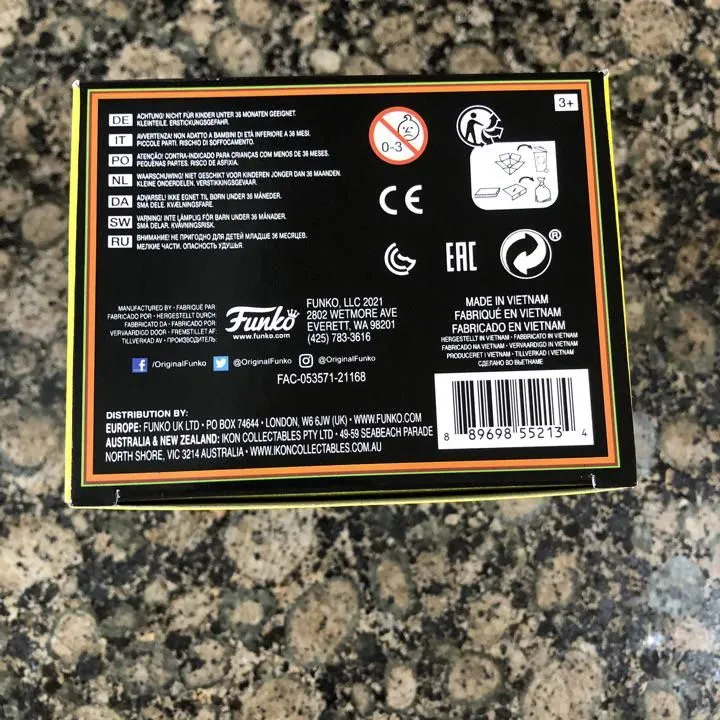 3+
DE ACHTUNG! NICHT FÜR KINDER UNTER 36 MONATEN GEEIGNET.
KLEINTEILE. ERSTICKUNGSGEFAHR.
IT AVVERTENZA! NON ADATTO A BAMBINI DI ETÀ INFERIORE A 36 MESI.
PICCOLE PARTI. RISCHIO DI SOFFOCAMENTO.
PO ATENÇÃO! CONTRA-INDICADO PARA CRIANÇAS COM MENOS DE 36 MESES.
PEQUENAS PARTES. RISCO DE ASFIXIA.
NL WAARSCHUWING! NIET GESCHIKT VOOR KINDEREN JONGER DAN 36 MAANDEN.
KLEINE ONDERDELEN. VERSTIKKINGSGEVAAR.
DA ADVARSEL! IKKE EGNET TIL BØRN UNDER 36 MÅNEDER.
SMÅ DELE. KVÆLNINGSFARE.
SW VARNING! INTE LÄMPLIG FÖR BARN UNDER 36 MÅNADER.
SMÅ DELAR. KVÄVNINGSRISK.
RU ВНИМАНИЕ! НЕ ПРИГОДНО ДЛЯ ДЕТЕЙ МЛАДШЕ 36 МЕСЯЦЕВ.
МЕЛКИЕ ЧАСТИ. ОПАСНОСТЬ УДУШЬЯ.
0-3
CE
EAC
®
MANUFACTURED BY • FABRIQUÉ PAR
FABRICADO POR • HERGESTELLT DURCH:
FABBRICATO DA • FABRICADO POR:
VERVAARDIGD DOOR • FREMSTILLET AF:
TILLVERKAD AV • ПРОИЗВОДИТЕЛЬ:
Funko
www.funko.com
FUNKO, LLC 2021
2802 WETMORE AVE
EVERETT, WA 98201
(425) 783-3616
/OriginalFunko @OriginalFunko @OriginalFunko
FAC-053571-21168
MADE IN VIETNAM
FABRIQUÉ EN VIETNAM
FABRICADO EN VIETNAM
HERGESTELLT IN VIETNAM • FABBRICATO IN VIETNAM
FABRICADO NA VIETNAM • VERVAARDIGD IN VIETNAM
PRODUCERET I VIETNAM • TILLVERKAD I VIETNAM
СДЕЛАНО ВО ВЬЕТНАМЕ
DISTRIBUTION BY:
EUROPE: FUNKO UK LTD • PO BOX 74644 • LONDON, W6 6JW (UK) • WWW.FUNKO.COM
AUSTRALIA & NEW ZEALAND: IKON COLLECTABLES PTY LTD • 49-59 SEABEACH PARADE
NORTH SHORE, VIC 3214 AUSTRALIA • WWW.IKONCOLLECTABLES.COM.AU
8 89698 55213 4